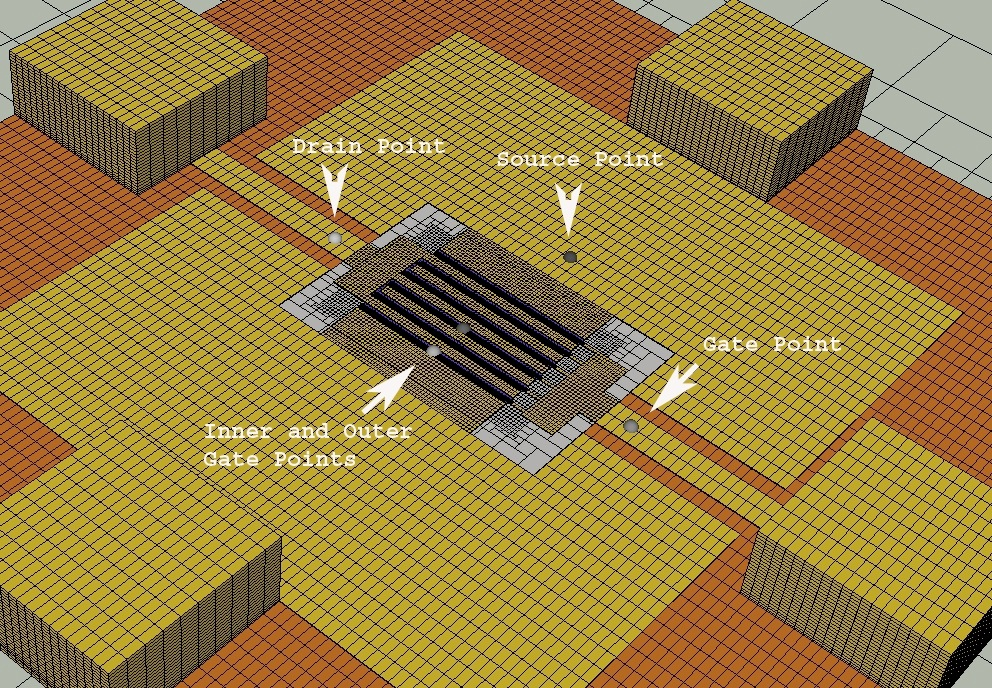 Drain Point
Source Point
Gate Point
Inner and Outer
Gate Points